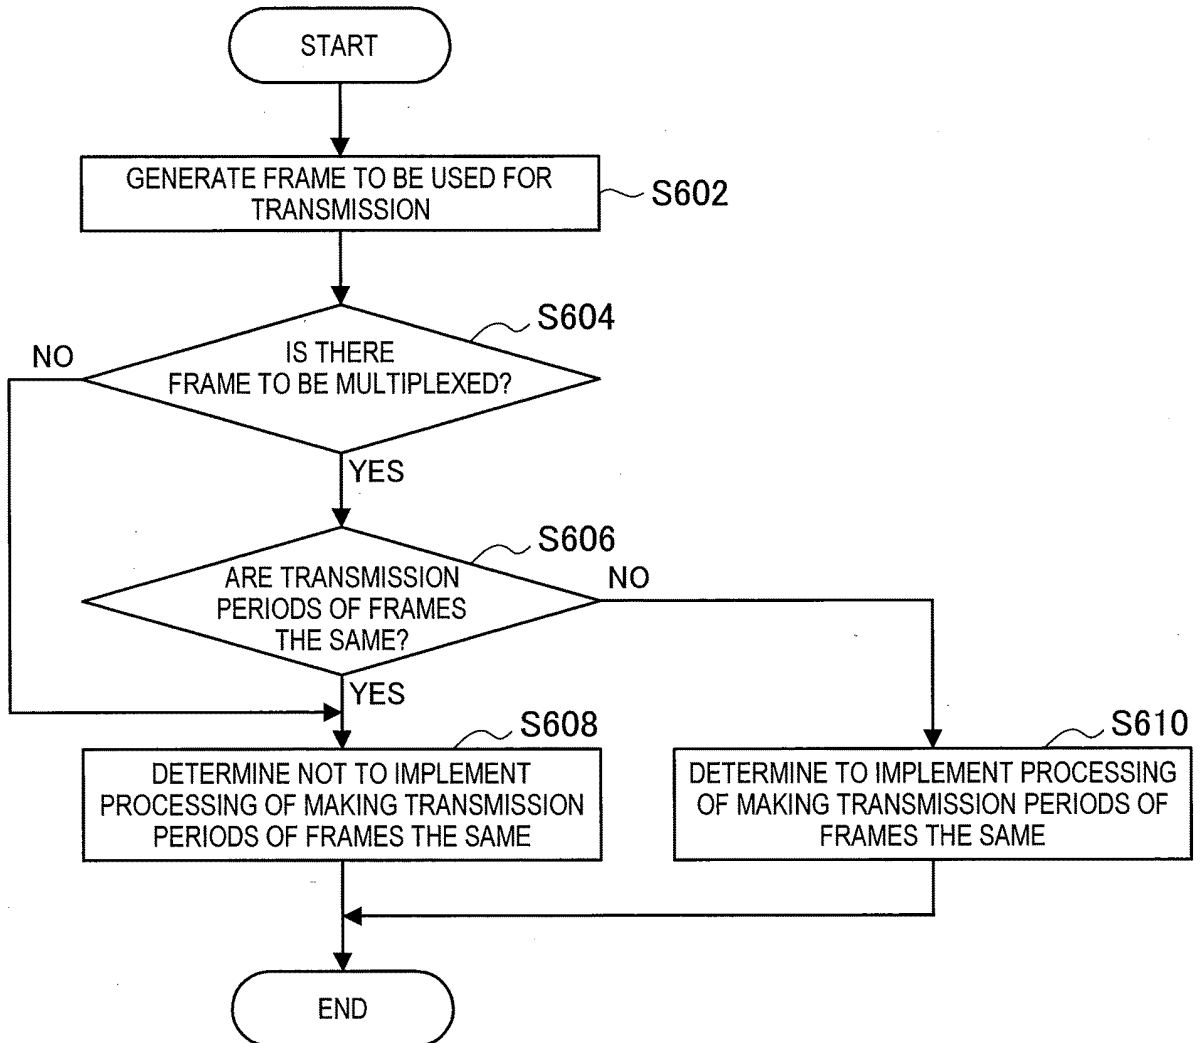 START
GENERATE FRAME TO BE USED FOR
TRANSMISSION
S602
S604
IS THERE
FRAME TO BE MULTIPLEXED?
NO
YES
S606
ARE TRANSMISSION
PERIODS OF FRAMES
THE SAME?
NO
YES
S608
DETERMINE NOT TO IMPLEMENT
PROCESSING OF MAKING TRANSMISSION
PERIODS OF FRAMES THE SAME
S610
DETERMINE TO IMPLEMENT PROCESSING
OF MAKING TRANSMISSION PERIODS OF
FRAMES THE SAME
END